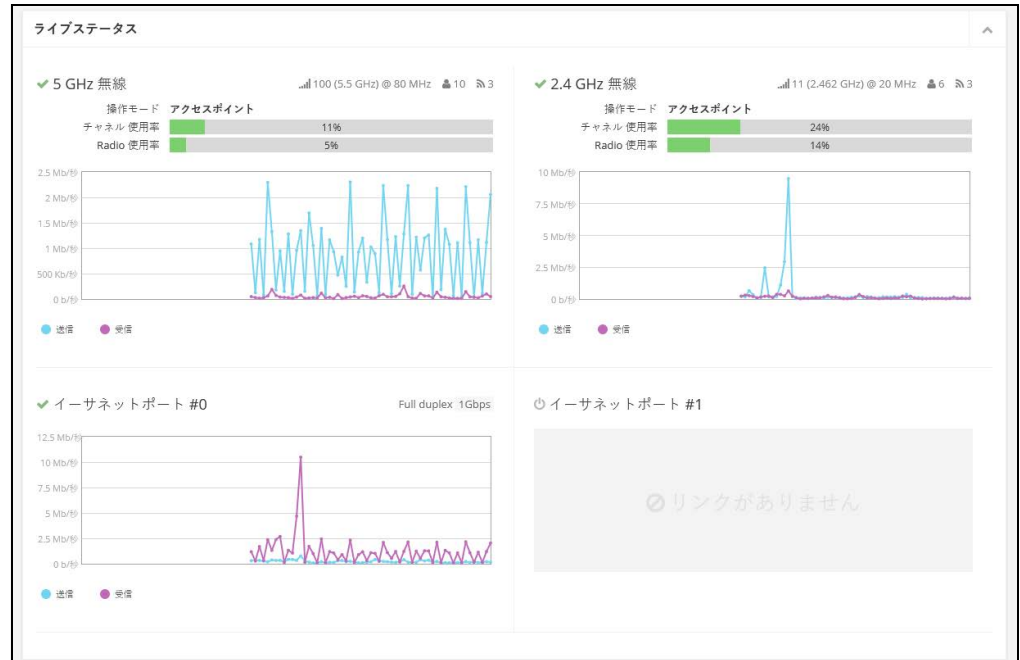 ライブステータス
5 GHz 無線 100 (5.5 GHz) @ 80 MHz 10 3
操作モード アクセスポイント
チャネル 使用率 11%
Radio 使用率 5%
2.5 Mb/秒
2 Mb/秒
1.5 Mb/秒
1 Mb/秒
500 Kb/秒
0 b/秒
送信 受信
2.4 GHz 無線 11 (2.462 GHz) @ 20 MHz 6 3
操作モード アクセスポイント
チャネル 使用率 24%
Radio 使用率 14%
10 Mb/秒
7.5 Mb/秒
5 Mb/秒
2.5 Mb/秒
0 b/秒
送信 受信
イーサネットポート #0 Full duplex 1Gbps
12.5 Mb/秒
10 Mb/秒
7.5 Mb/秒
5 Mb/秒
2.5 Mb/秒
0 b/秒
送信 受信
イーサネットポート #1
リンクがありません